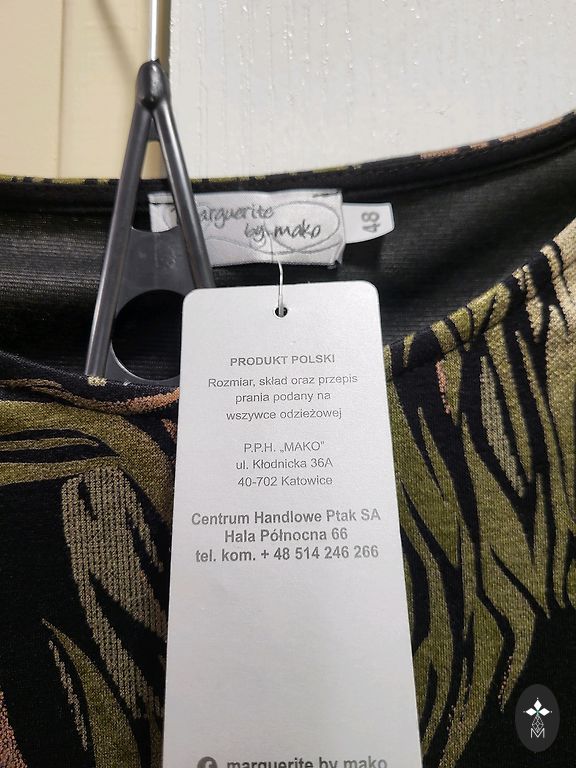 marguerite
by mako
48
PRODUKT POLSKI
Rozmiar, skład oraz przepis
prania podany na
wszywce odzieżowej
P.P.H. „MAKO"
ul. Kłodnicka 36A
40-702 Katowice
Centrum Handlowe Ptak SA
Hala Północna 66
tel. kom. + 48 514 246 266
marguerite by mako
M